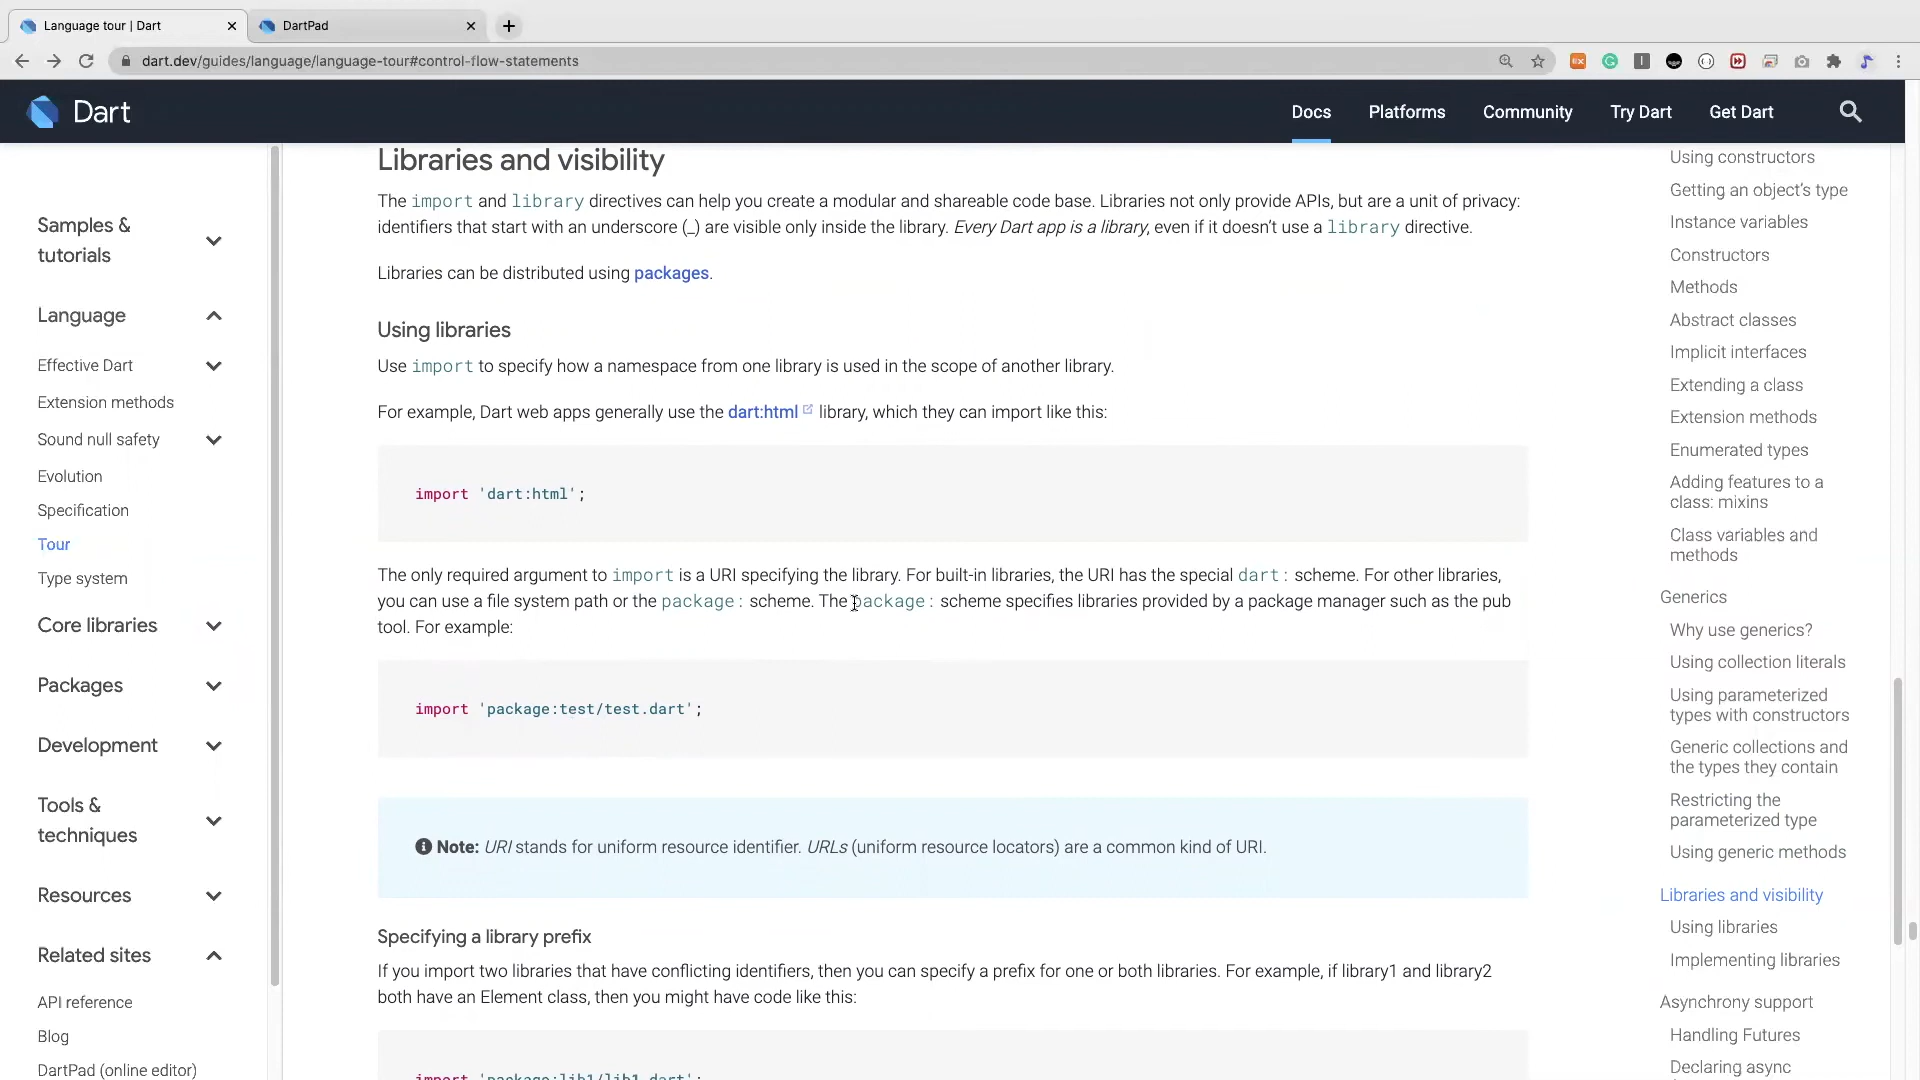 Language tour | Dart
DartPad
dart.dev/guides/language/language-tour#control-flow-statements
Dart
Docs
Platforms
Community
Try Dart
Get Dart
Samples &
tutorials
Language
Effective Dart
Extension methods
Sound null safety
Evolution
Specification
Tour
Type system
Core libraries
Packages
Development
Tools &
techniques
Resources
Related sites
API reference
Blog
DartPad (online editor)
Libraries and visibility
The import and library directives can help you create a modular and shareable code base. Libraries not only provide APIs, but are a unit of privacy:
identifiers that start with an underscore (_) are visible only inside the library. Every Dart app is a library, even if it doesn’t use a library directive.
Libraries can be distributed using packages.
Using libraries
Use import to specify how a namespace from one library is used in the scope of another library.
For example, Dart web apps generally use the dart:html library, which they can import like this:
import 'dart:html';
The only required argument to import is a URI specifying the library. For built-in libraries, the URI has the special dart: scheme. For other libraries,
you can use a file system path or the package: scheme. The package: scheme specifies libraries provided by a package manager such as the pub
tool. For example:
import 'package:test/test.dart';
Note: URI stands for uniform resource identifier. URLs (uniform resource locators) are a common kind of URI.
Specifying a library prefix
If you import two libraries that have conflicting identifiers, then you can specify a prefix for one or both libraries. For example, if library1 and library2
both have an Element class, then you might have code like this:
import 'package:lib1/lib1.dart';
Using constructors
Getting an object’s type
Instance variables
Constructors
Methods
Abstract classes
Implicit interfaces
Extending a class
Extension methods
Enumerated types
Adding features to a
class: mixins
Class variables and
methods
Generics
Why use generics?
Using collection literals
Using parameterized
types with constructors
Generic collections and
the types they contain
Restricting the
parameterized type
Using generic methods
Libraries and visibility
Using libraries
Implementing libraries
Asynchrony support
Handling Futures
Declaring async